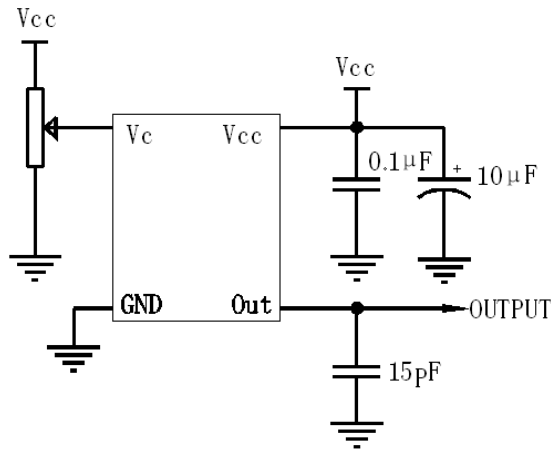 Vcc
Vcc
Vc
Vcc
0.1μF
+
10μF
GND
Out
OUTPUT
15pF